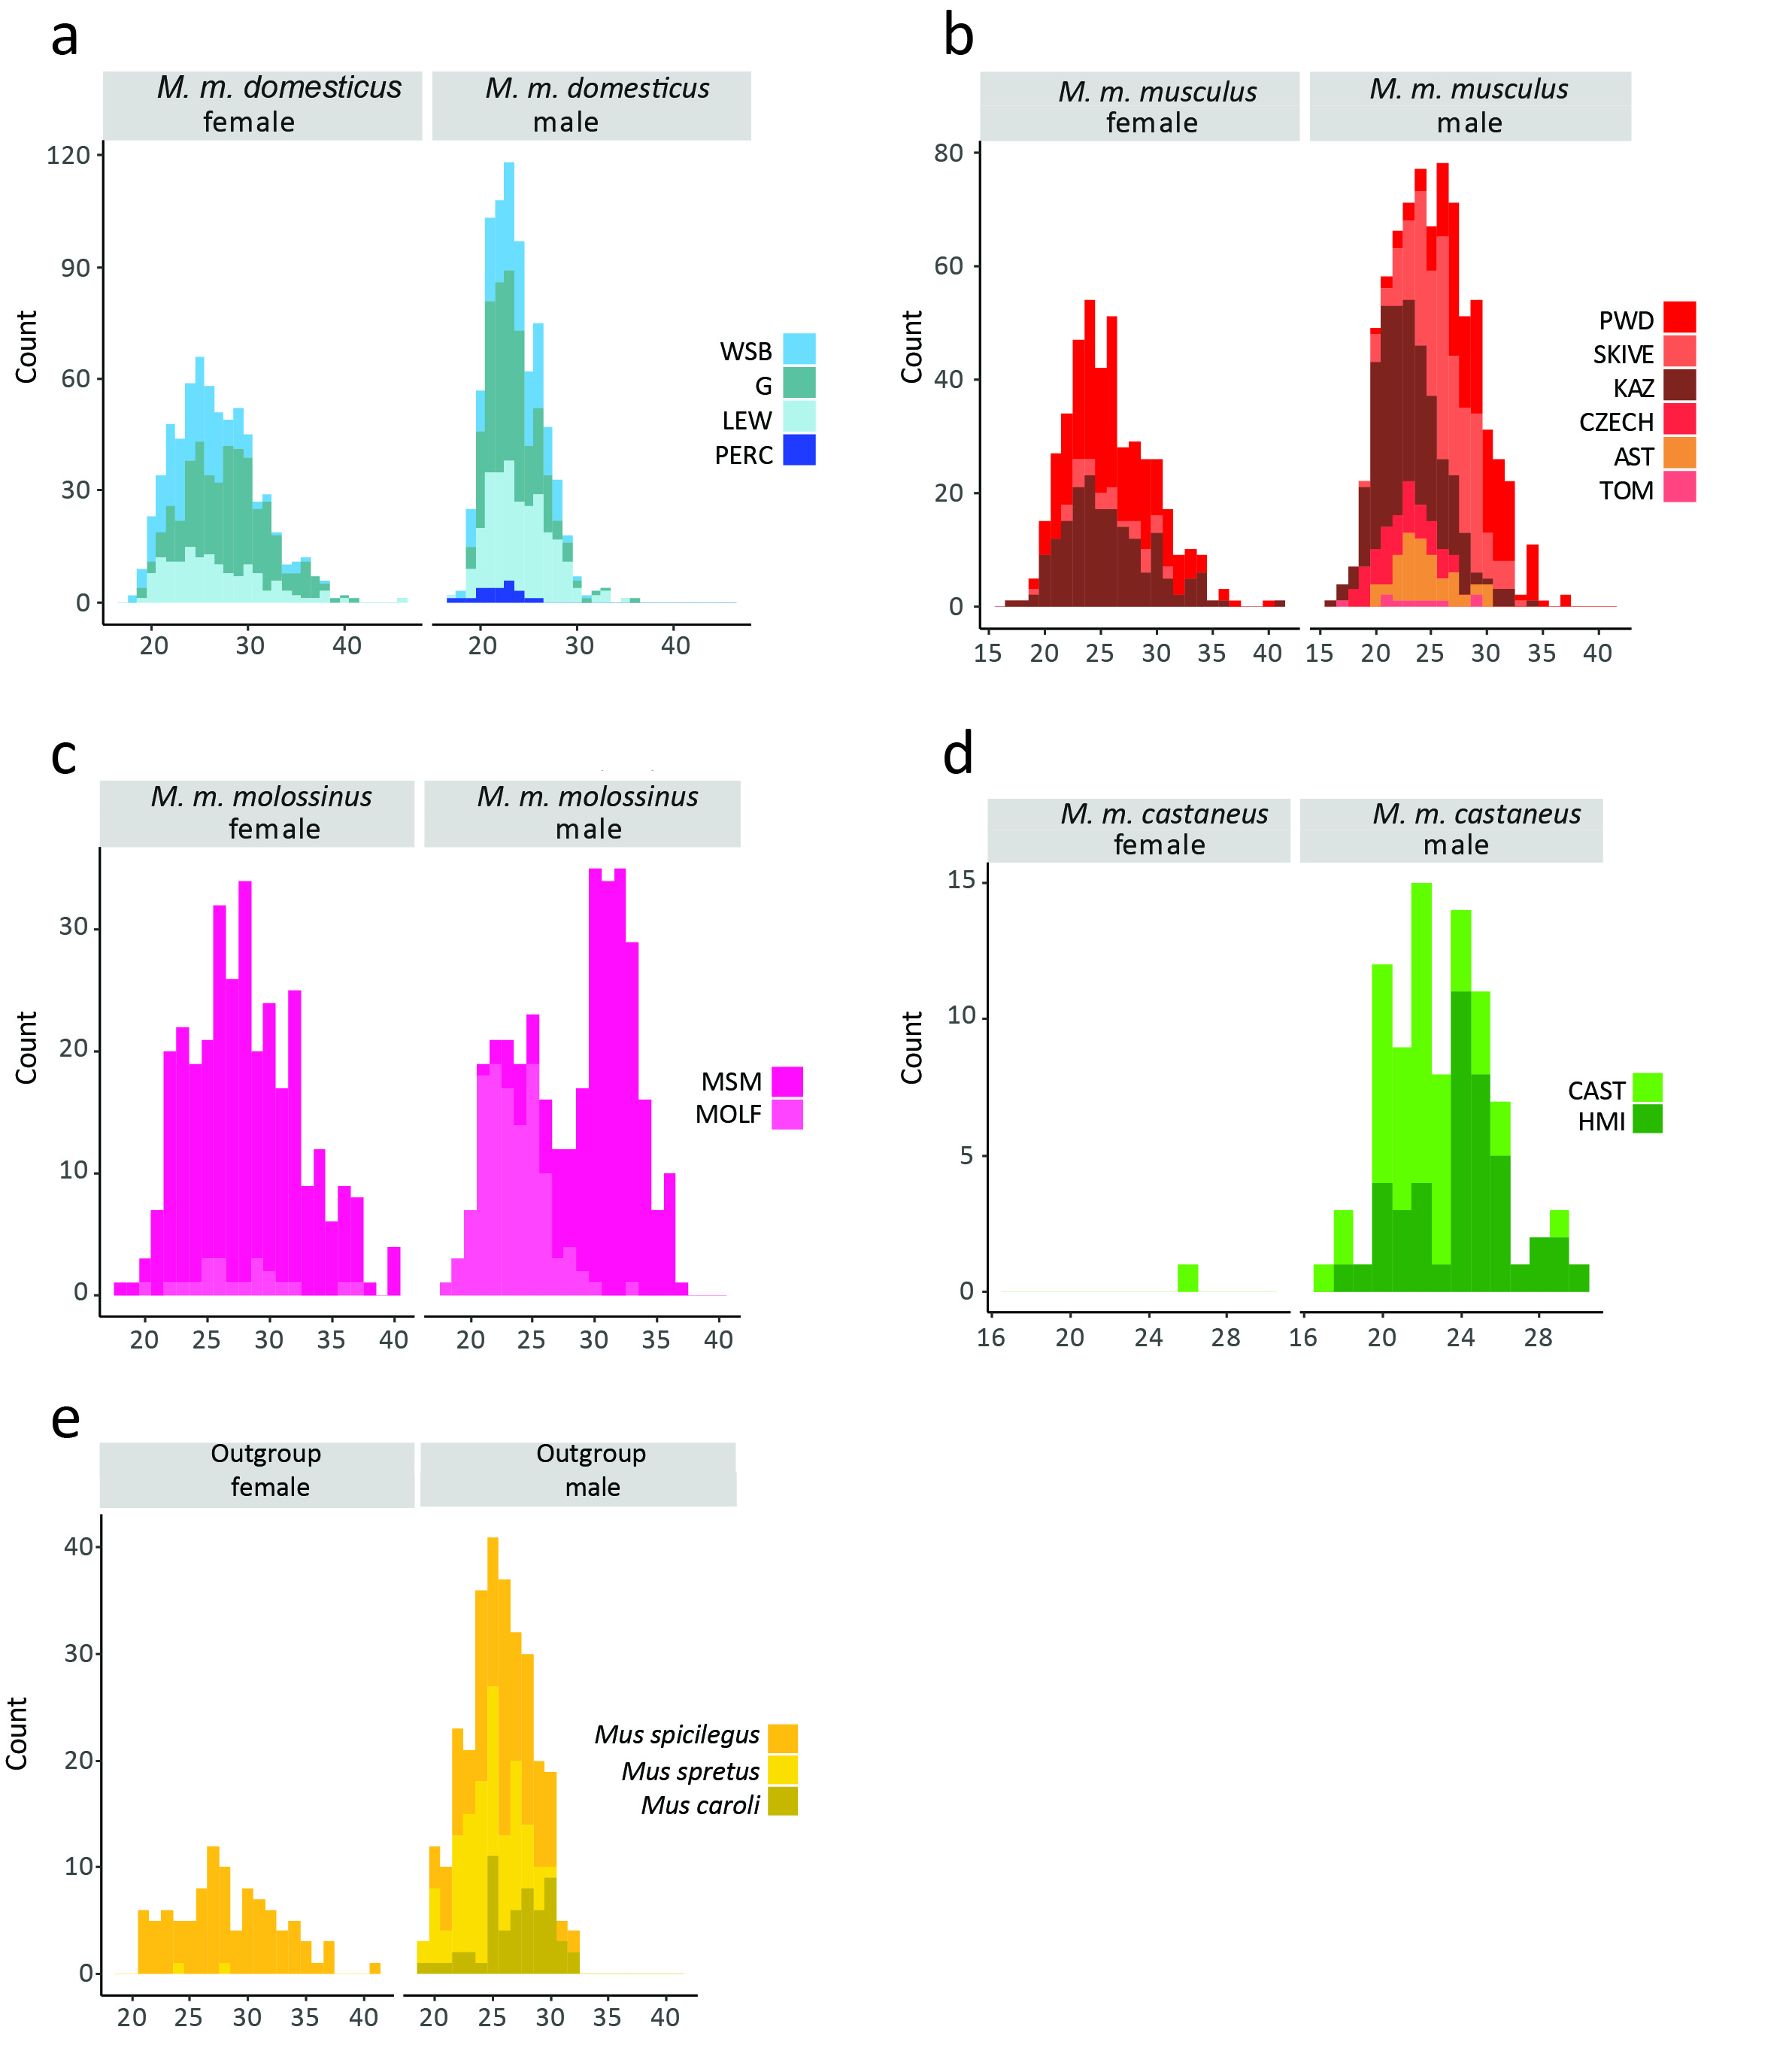 a
M. m. domesticus
female
M. m. domesticus
male
120
90
60
30
0
Count
20 30 40
20 30 40
WSB
G
LEW
PERC
b
M. m. musculus
female
M. m. musculus
male
80
60
40
20
0
Count
15 20 25 30 35 40
15 20 25 30 35 40
PWD
SKIVE
KAZ
CZECH
AST
TOM
c
M. m. molossinus
female
M. m. molossinus
male
30
20
10
0
Count
20 25 30 35 40
20 25 30 35 40
MSM
MOLF
d
M. m. castaneus
female
M. m. castaneus
male
15
10
5
0
Count
16 20 24 28
16 20 24 28
CAST
HMI
e
Outgroup
female
Outgroup
male
40
30
20
10
0
Count
20 25 30 35 40
20 25 30 35 40
Mus spicilegus
Mus spretus
Mus caroli